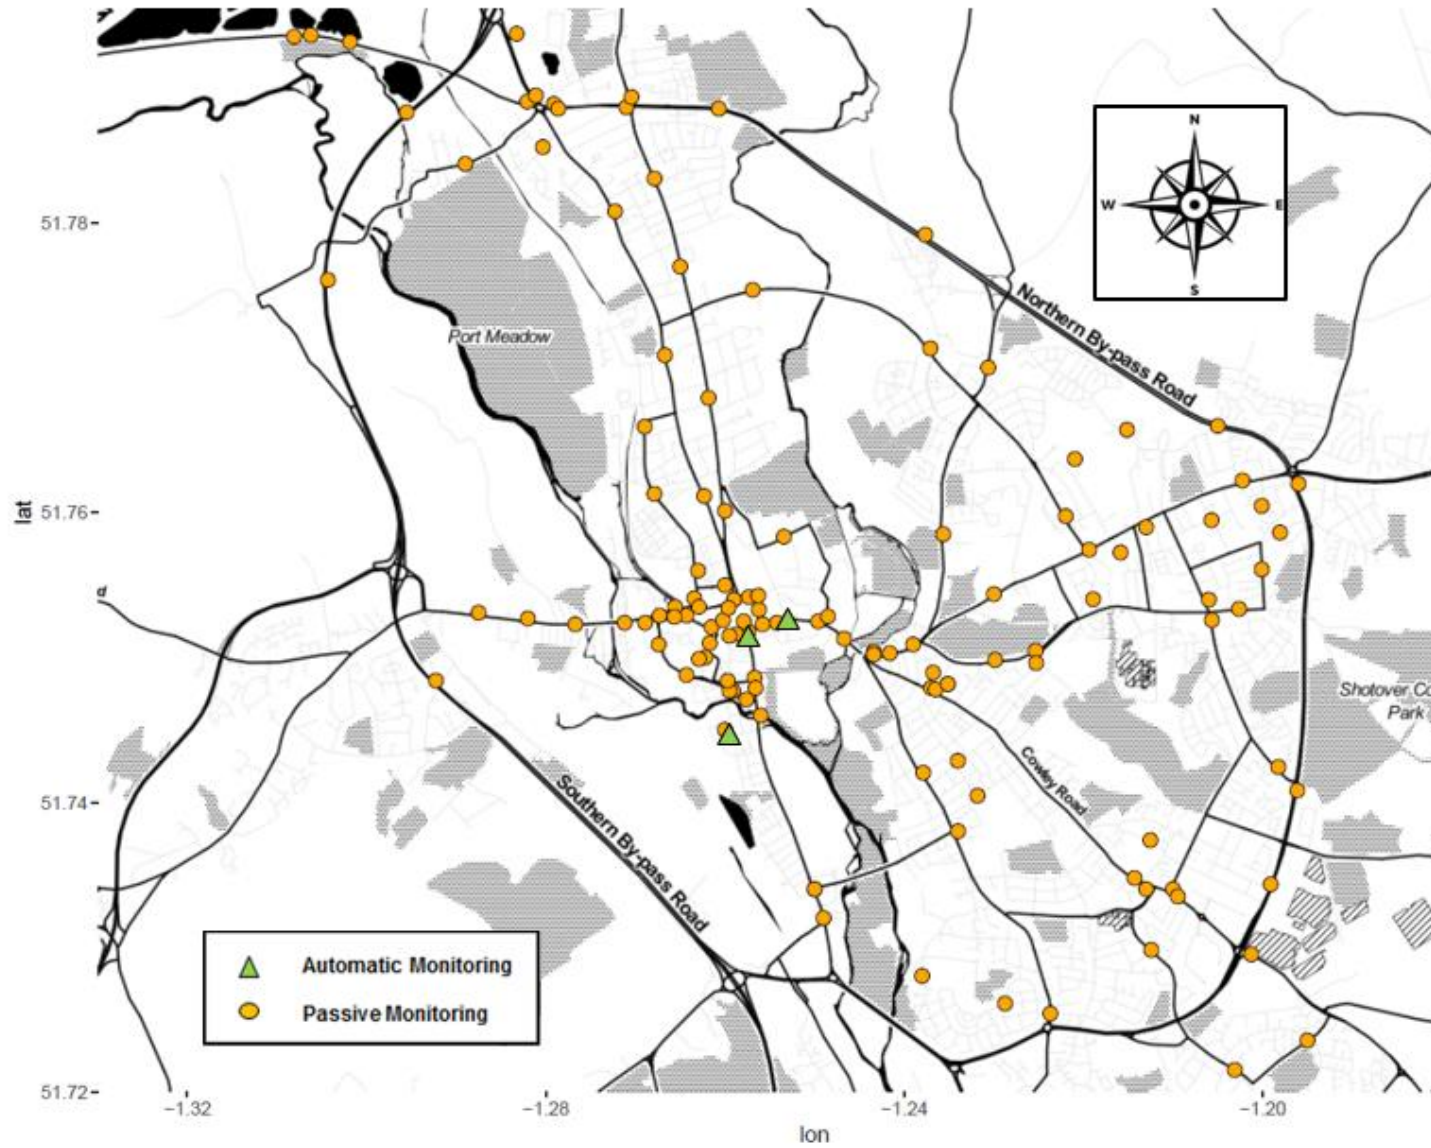 N
W
E
S
51.78
Northern By-pass Road
Port Meadow
lat
51.76
d
Shotover Co
Park
Cowley Road
51.74
Southern By-pass Road
Automatic Monitoring
Passive Monitoring
51.72
−1.32
−1.28
−1.24
−1.20
lon